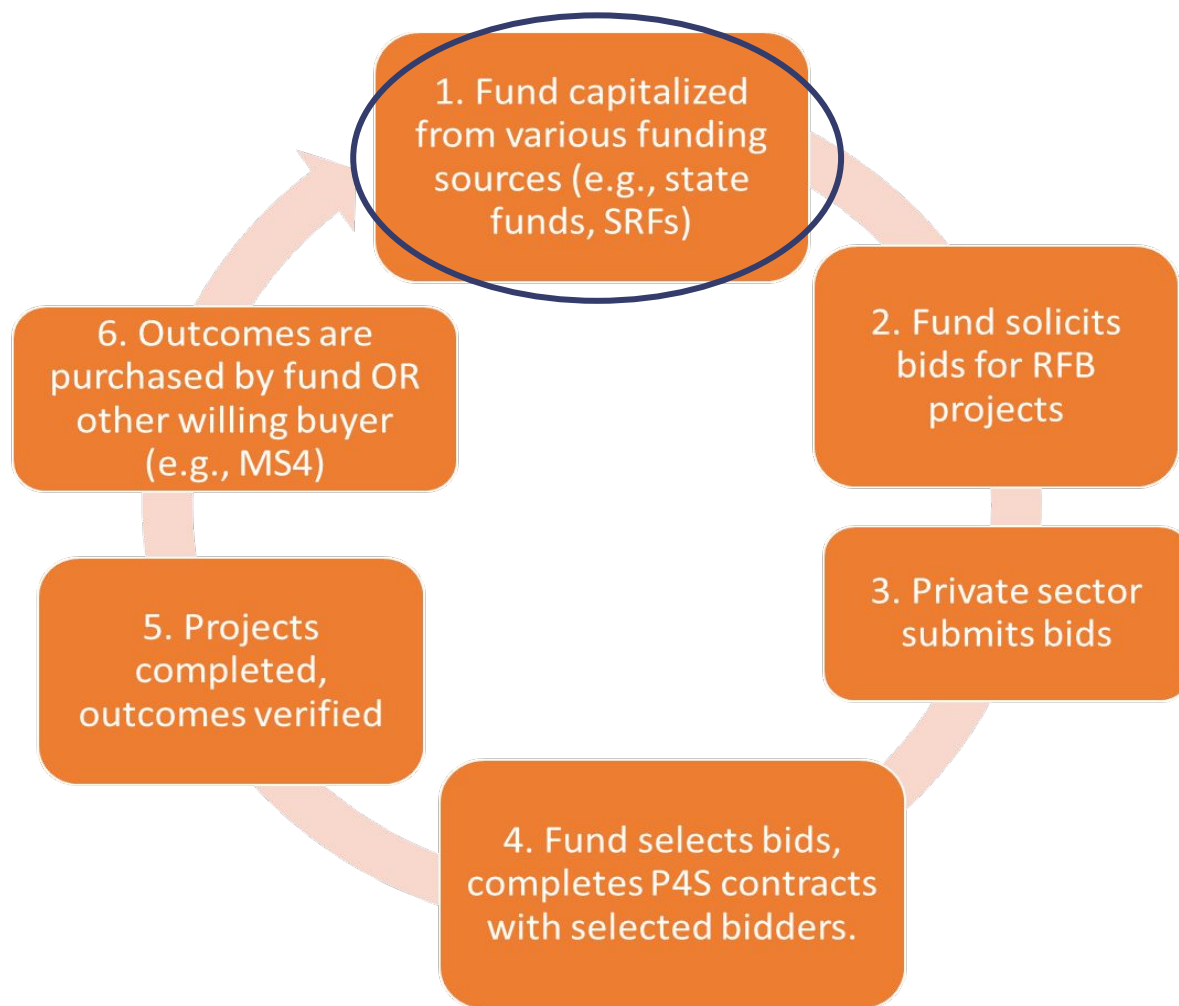 1. Fund capitalized
from various funding
sources (e.g., state
funds, SRFs)
2. Fund solicits
bids for RFB
projects
3. Private sector
submits bids
4. Fund selects bids,
completes P4S contracts
with selected bidders.
5. Projects
completed,
outcomes verified
6. Outcomes are
purchased by fund OR
other willing buyer
(e.g., MS4)